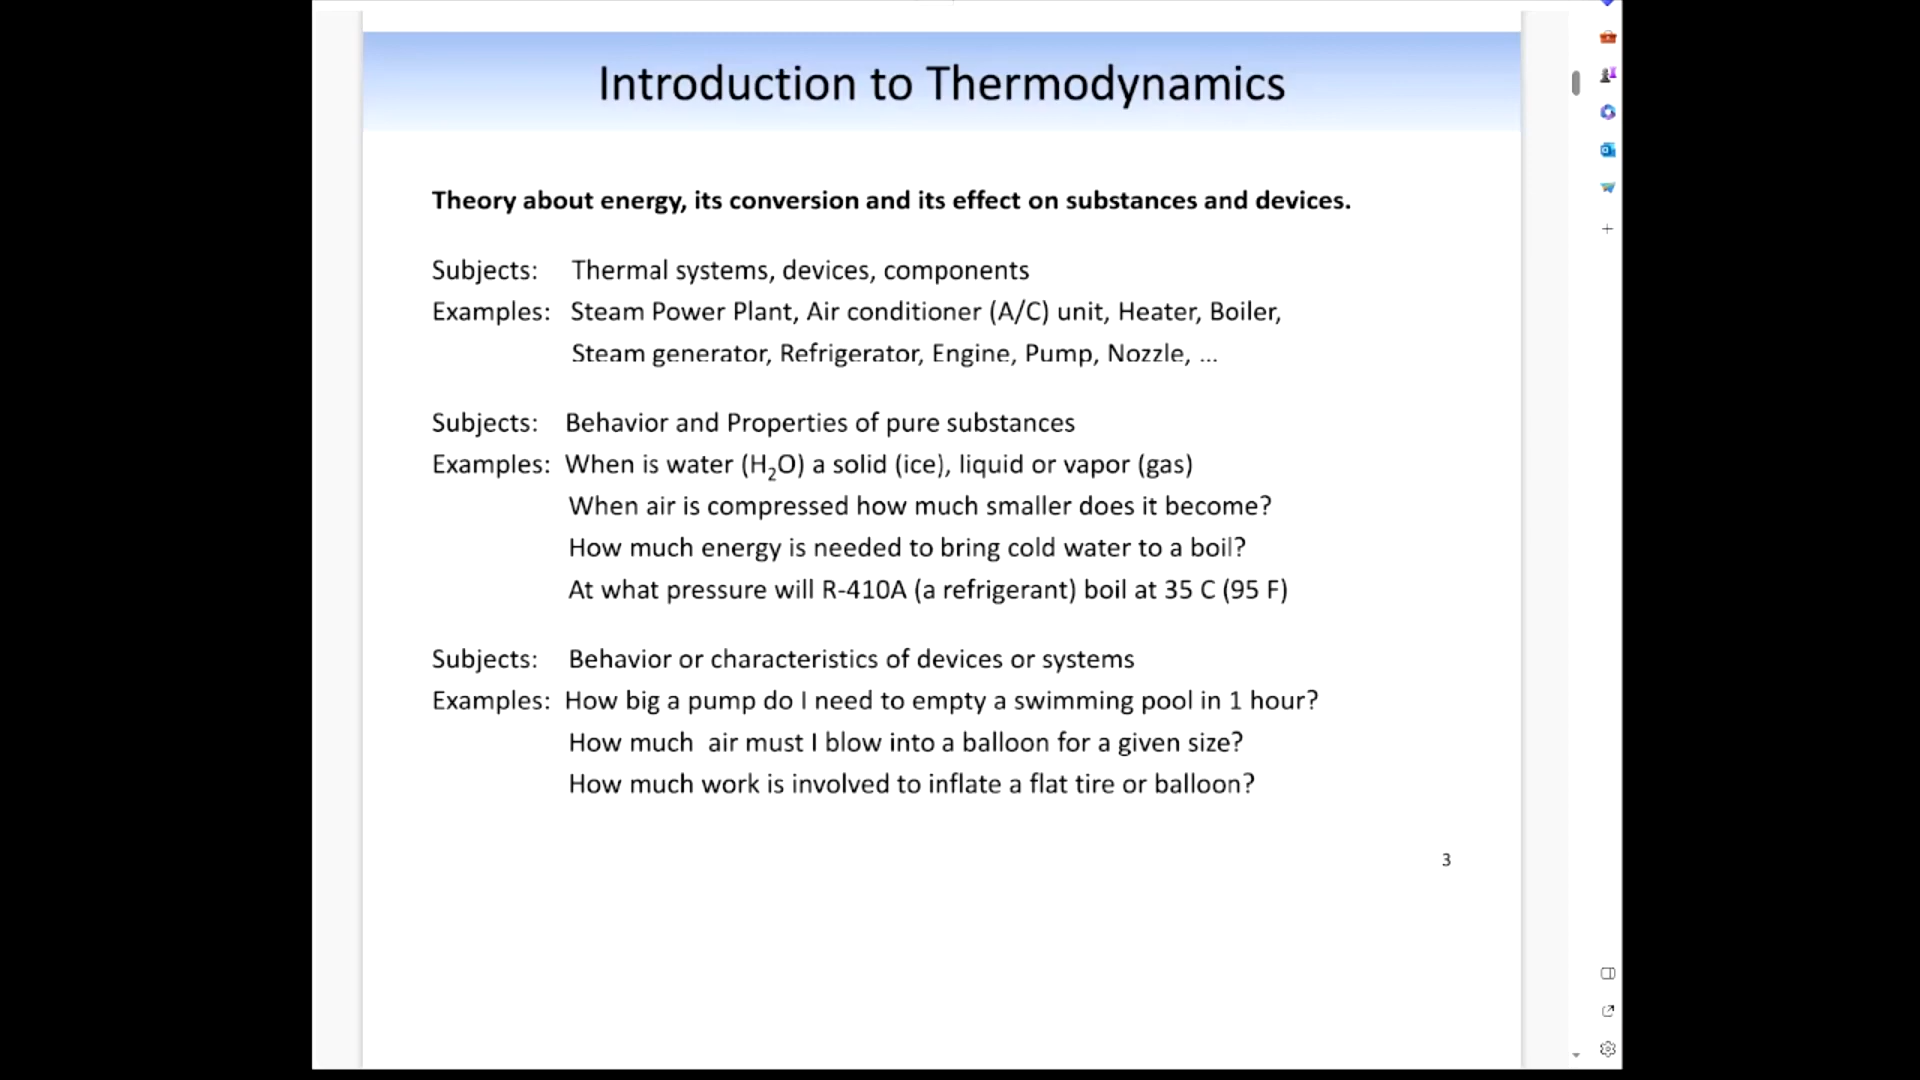 Introduction to Thermodynamics
Theory about energy, its conversion and its effect on substances and devices.
Subjects: Thermal systems, devices, components
Examples: Steam Power Plant, Air conditioner (A/C) unit, Heater, Boiler,
Steam generator, Refrigerator, Engine, Pump, Nozzle, ...
Subjects: Behavior and Properties of pure substances
Examples: When is water (H₂O) a solid (ice), liquid or vapor (gas)
When air is compressed how much smaller does it become?
How much energy is needed to bring cold water to a boil?
At what pressure will R-410A (a refrigerant) boil at 35 C (95 F)
Subjects: Behavior or characteristics of devices or systems
Examples: How big a pump do I need to empty a swimming pool in 1 hour?
How much air must I blow into a balloon for a given size?
How much work is involved to inflate a flat tire or balloon?
3